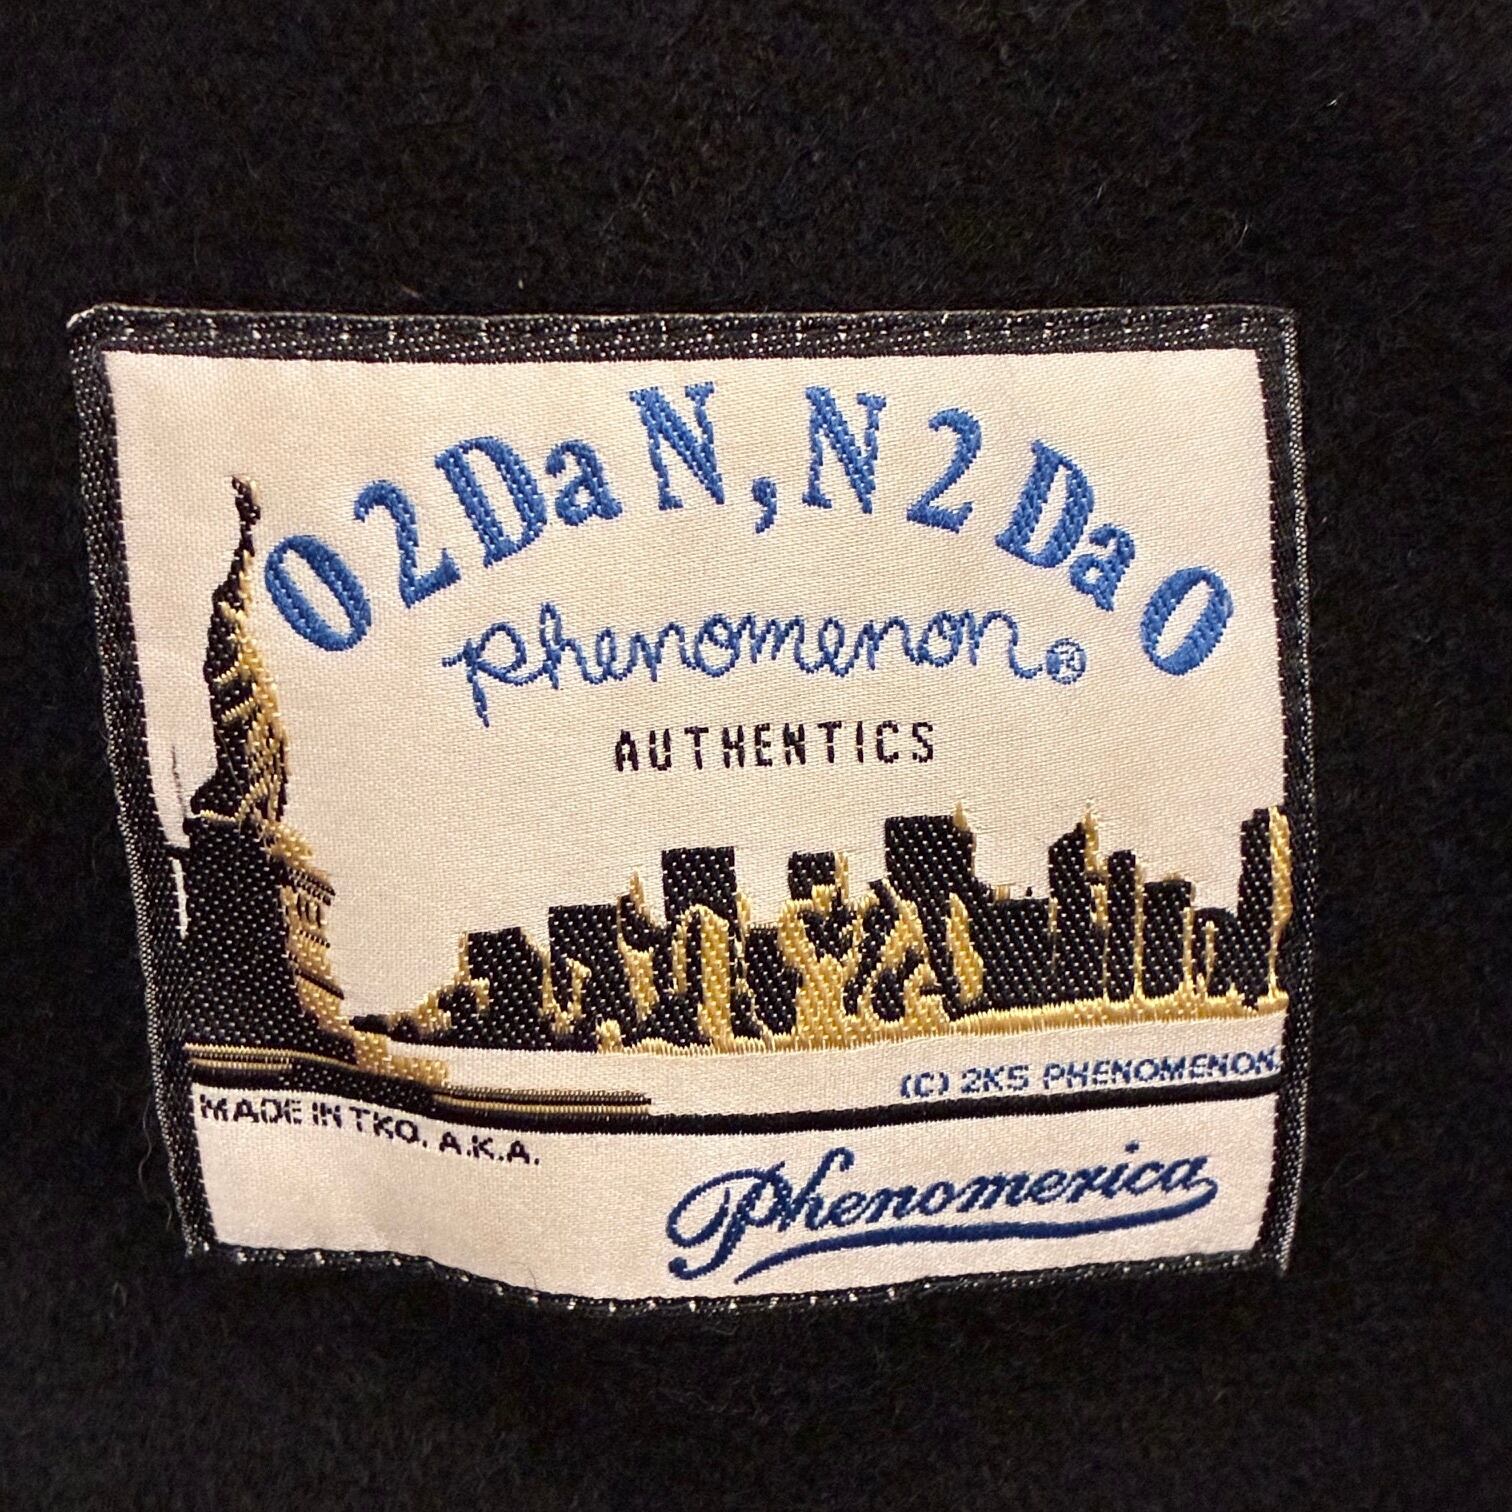 O2DaN,N2DaO
phenomenon®
AUTHENTICS
(C) 2K5 PHENOMENON
MADE IN TKO. A.K.A.
Phenomerica